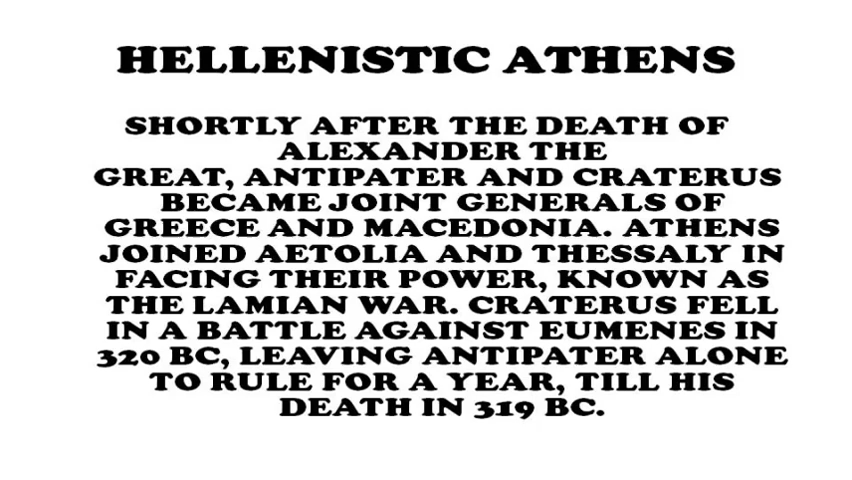 HELLENISTIC ATHENS
SHORTLY AFTER THE DEATH OF
ALEXANDER THE
GREAT, ANTIPATER AND CRATERUS
BECAME JOINT GENERALS OF
GREECE AND MACEDONIA. ATHENS
JOINED AETOLIA AND THESSALY IN
FACING THEIR POWER, KNOWN AS
THE LAMIAN WAR. CRATERUS FELL
IN A BATTLE AGAINST EUMENES IN
320 BC, LEAVING ANTIPATER ALONE
TO RULE FOR A YEAR, TILL HIS
DEATH IN 319 BC.